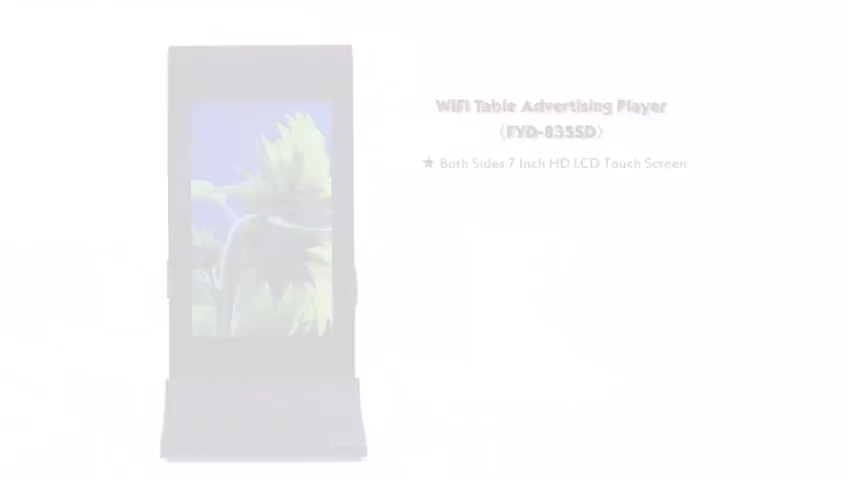 WiFi Table Advertising Player
（FYD-835SD）
★ Both Sides 7 Inch HD LCD Touch Screen